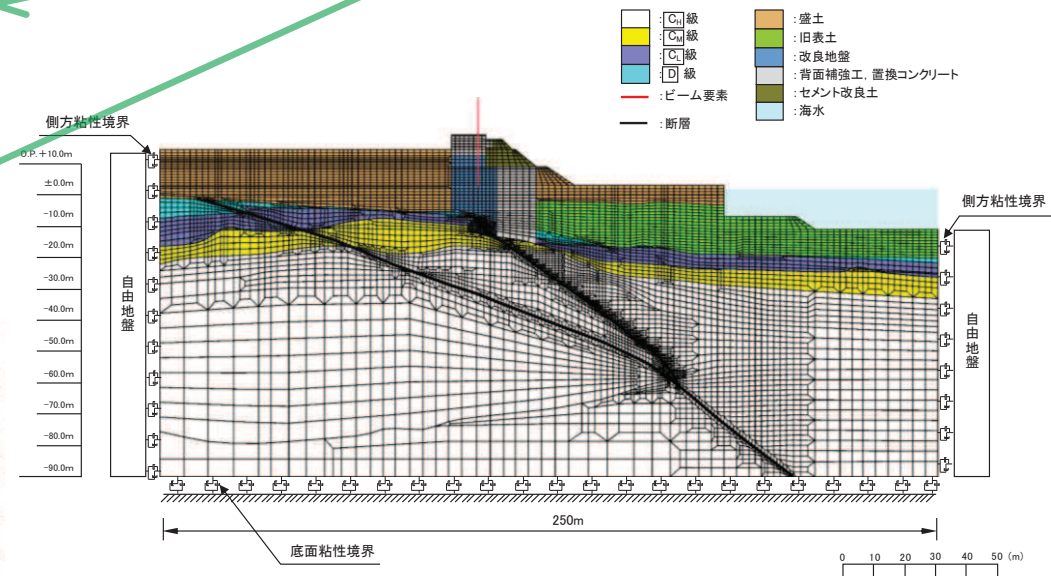 :C_H級
:C_M級
:C_L級
:D 級
:ビーム要素
:断層
:盛土
:旧表土
:改良地盤
:背面補強工, 置換コンクリート
:セメント改良土
:海水
側方粘性境界
O.P.+10.0m
±0.0m
-10.0m
-20.0m
-30.0m
-40.0m
-50.0m
-60.0m
-70.0m
-80.0m
-90.0m
自由地盤
側方粘性境界
自由地盤
250m
底面粘性境界
0 10 20 30 40 50 (m)